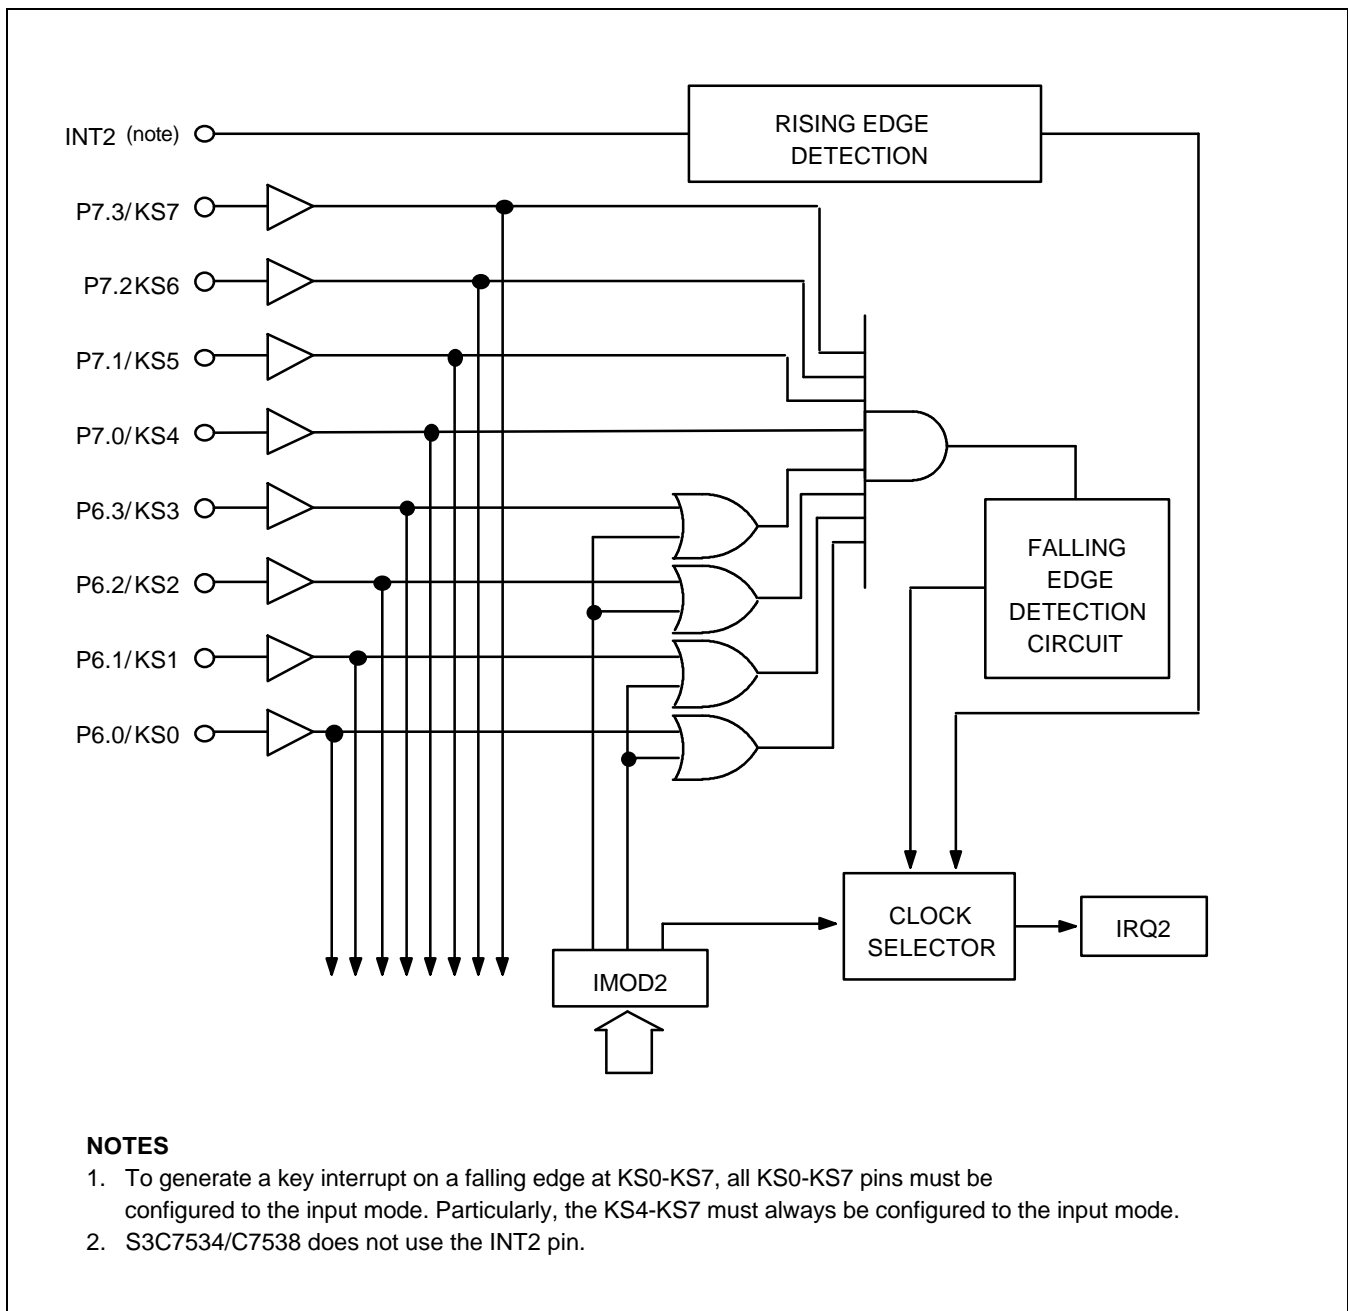 INT2 (note)
RISING EDGE
DETECTION
P7.3/KS7
P7.2KS6
P7.1/KS5
P7.0/KS4
P6.3/KS3
P6.2/KS2
P6.1/KS1
P6.0/KS0
FALLING
EDGE
DETECTION
CIRCUIT
CLOCK
SELECTOR
IRQ2
IMOD2
NOTES
1. To generate a key interrupt on a falling edge at KS0-KS7, all KS0-KS7 pins must be
configured to the input mode. Particularly, the KS4-KS7 must always be configured to the input mode.
2. S3C7534/C7538 does not use the INT2 pin.